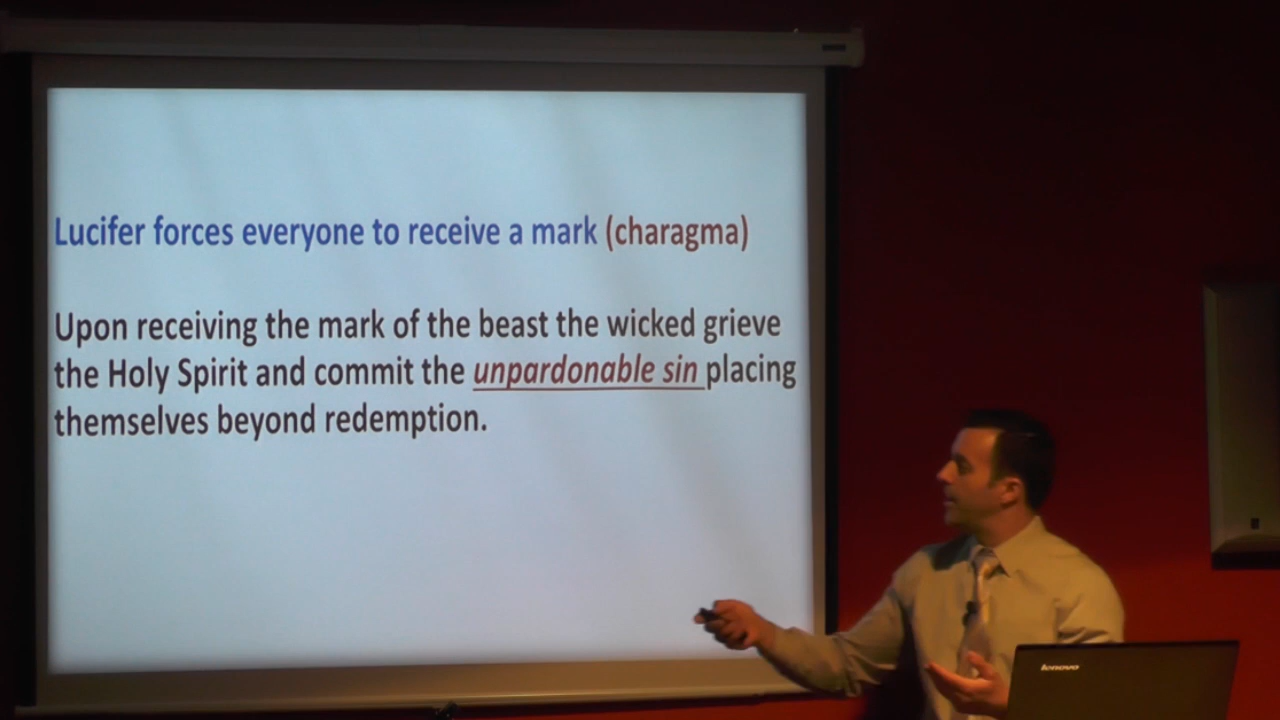 Lucifer forces everyone to receive a mark (charagma)
Upon receiving the mark of the beast the wicked grieve
the Holy Spirit and commit the unpardonable sin placing
themselves beyond redemption.
lenovo